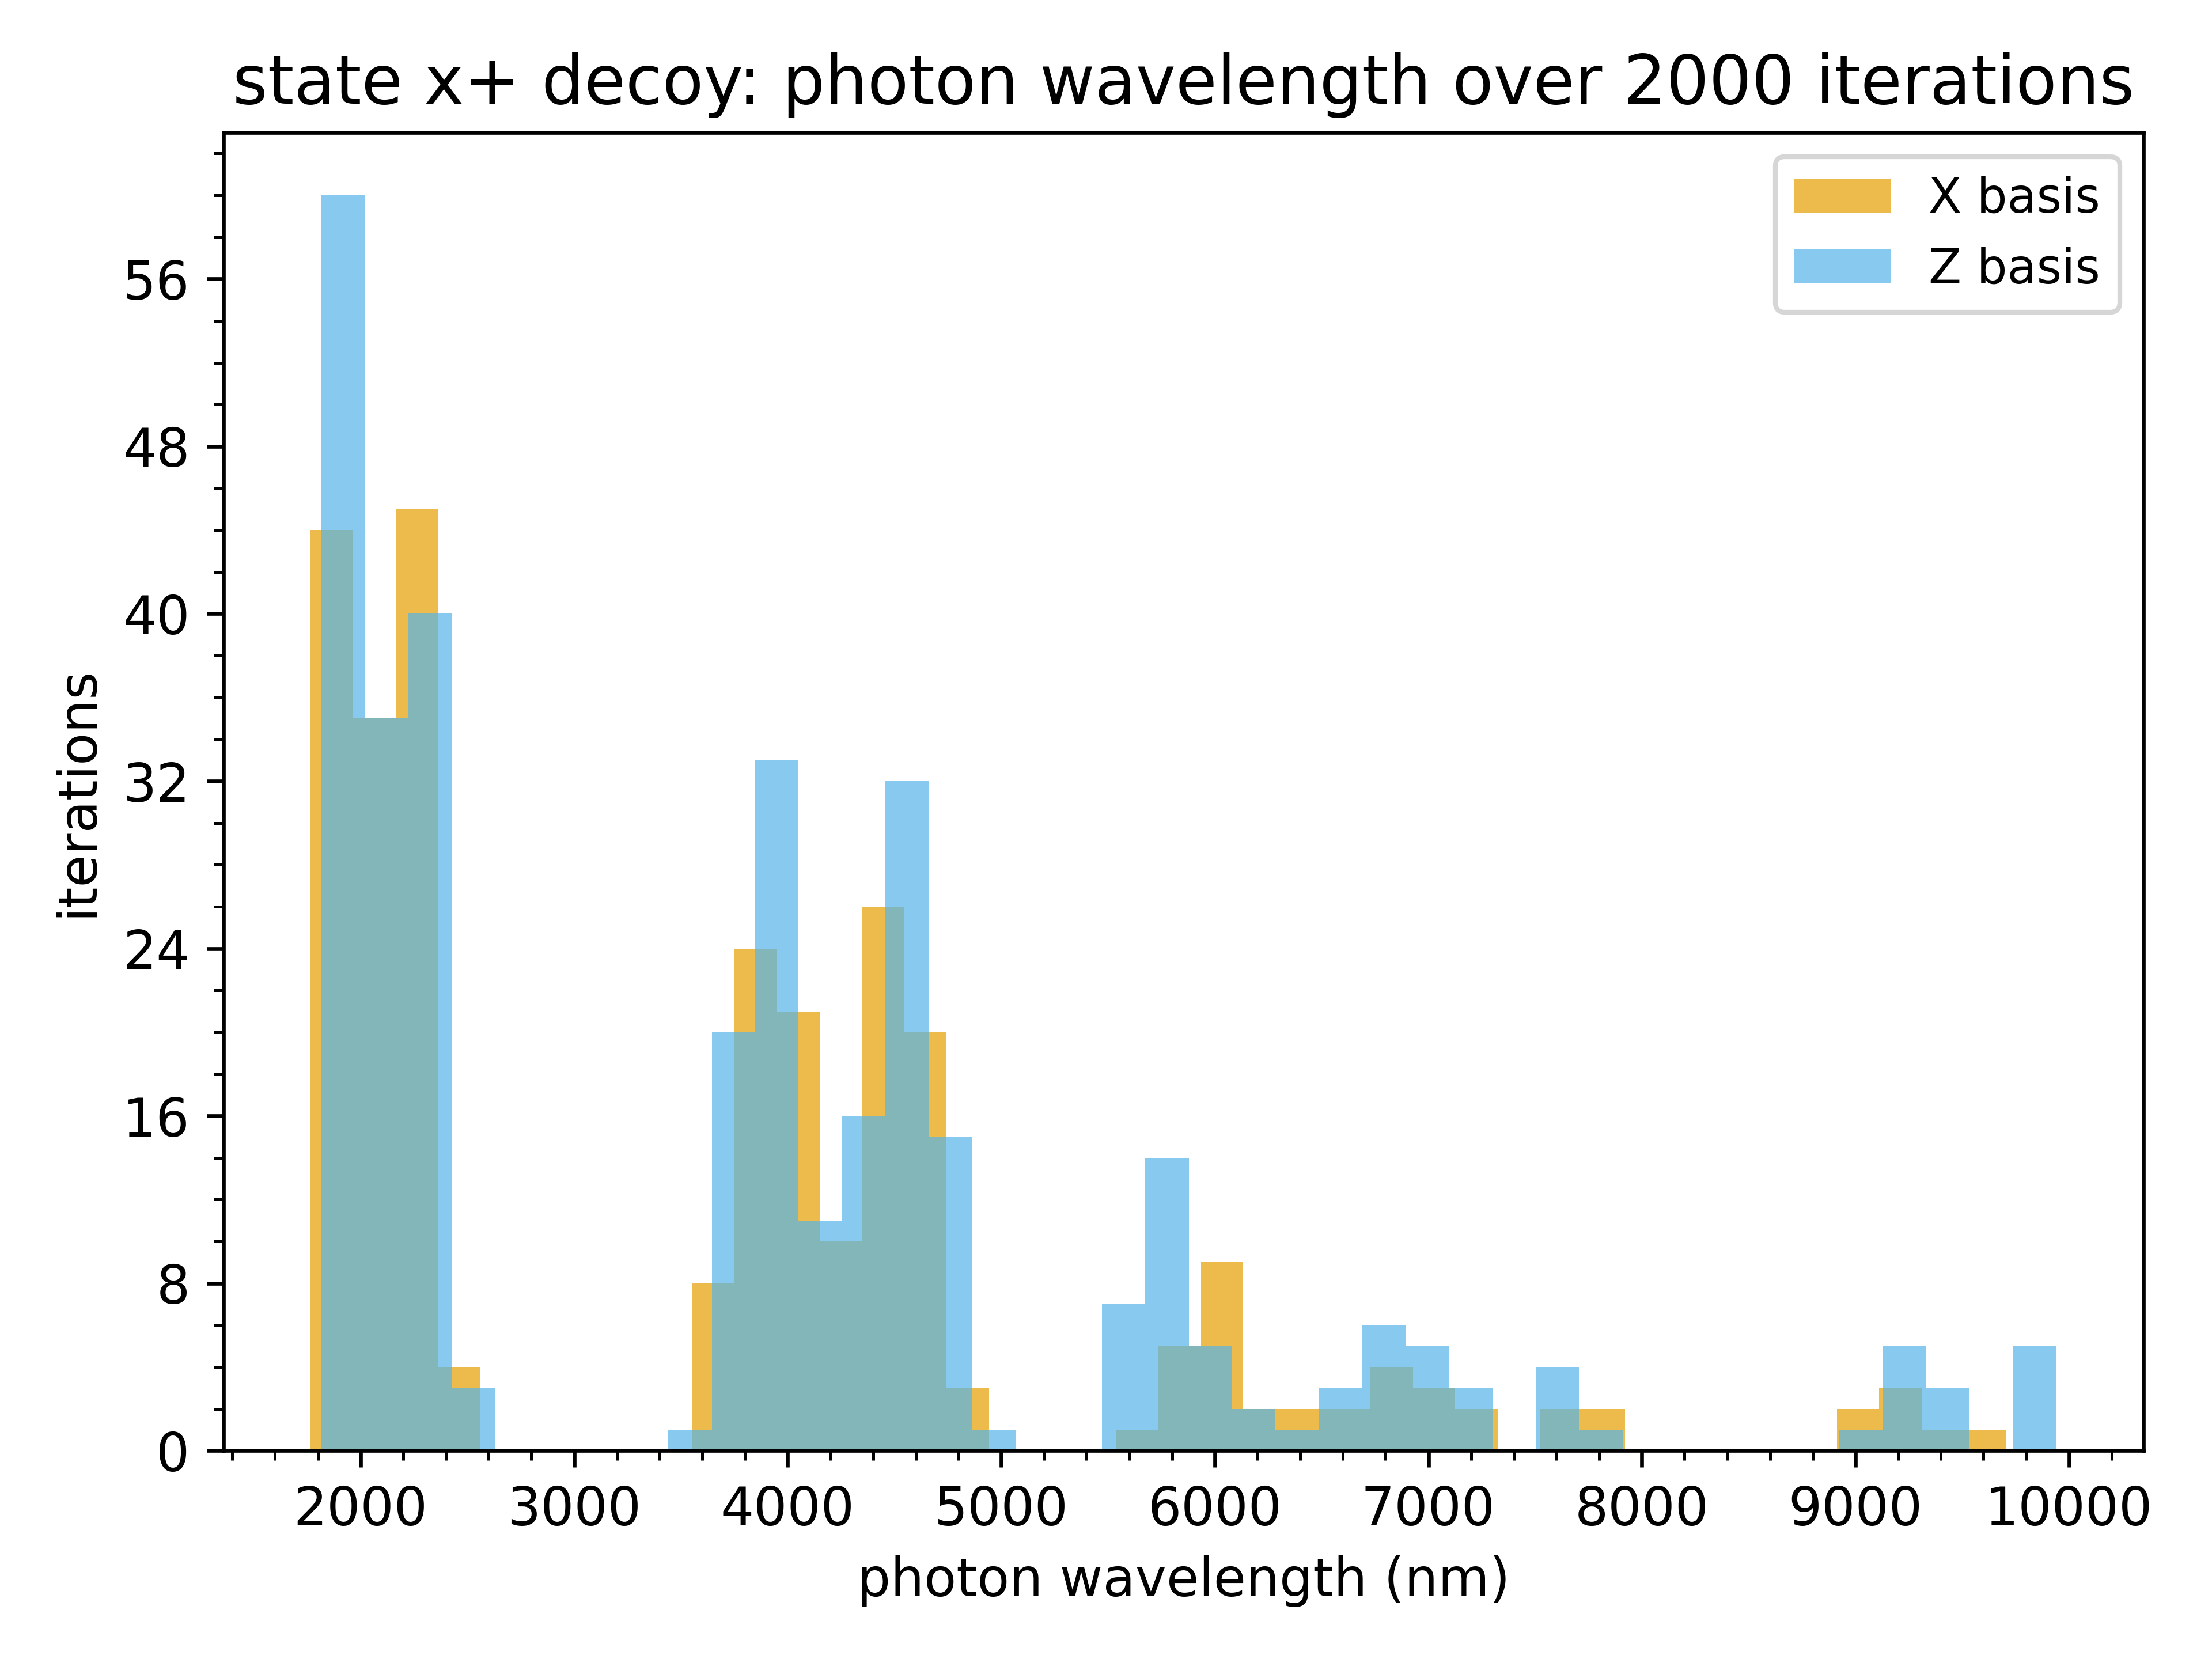 state x+ decoy: photon wavelength over 2000 iterations
X basis
Z basis
56
48
40
32
24
16
8
0
iterations
2000 3000 4000 5000 6000 7000 8000 9000 10000
photon wavelength (nm)